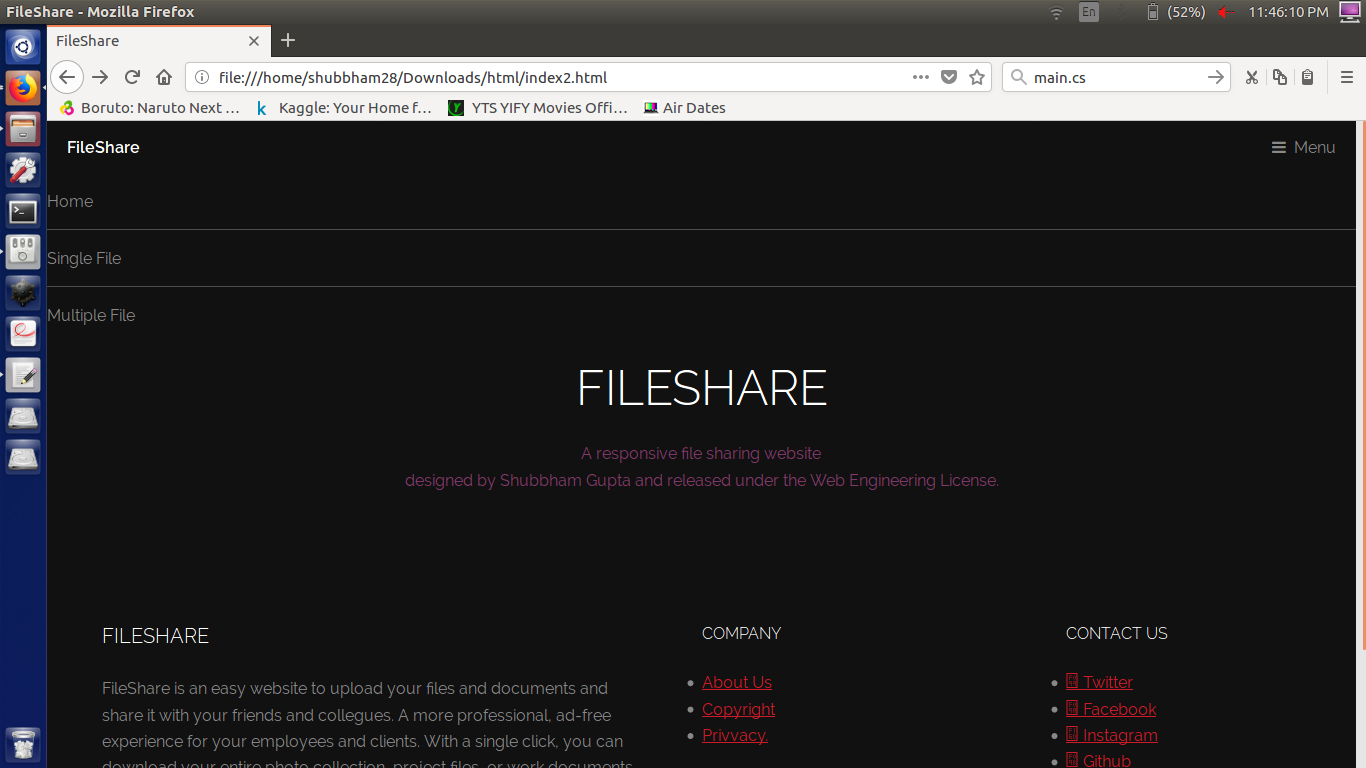 FileShare - Mozilla Firefox
En (52%) 11:46:10 PM
FileShare
file:///home/shubbham28/Downloads/html/index2.html
main.cs
Boruto: Naruto Next ... Kaggle: Your Home f... YTS YIFY Movies Offi... Air Dates
FileShare
Menu
Home
Single File
Multiple File
FILESHARE
A responsive file sharing website
designed by Shubbham Gupta and released under the Web Engineering License.
FILESHARE
FileShare is an easy website to upload your files and documents and
share it with your friends and collegues. A more professional, ad-free
experience for your employees and clients. With a single click, you can
download your entire photo collection, project files, or work documents
COMPANY
About Us
Copyright
Privvacy.
CONTACT US
Twitter
Facebook
Instagram
Github